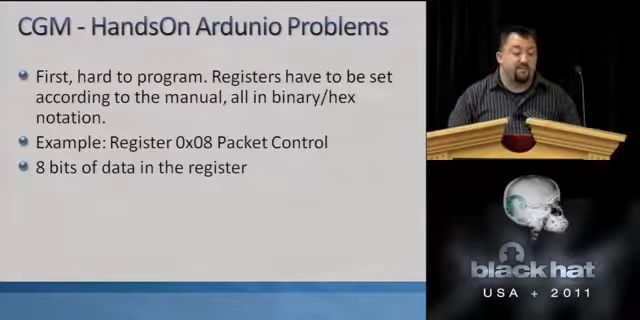 CGM - HandsOn Ardunio Problems
First, hard to program. Registers have to be set
according to the manual, all in binary/hex
notation.
Example: Register 0x08 Packet Control
8 bits of data in the register
black hat
USA + 2011